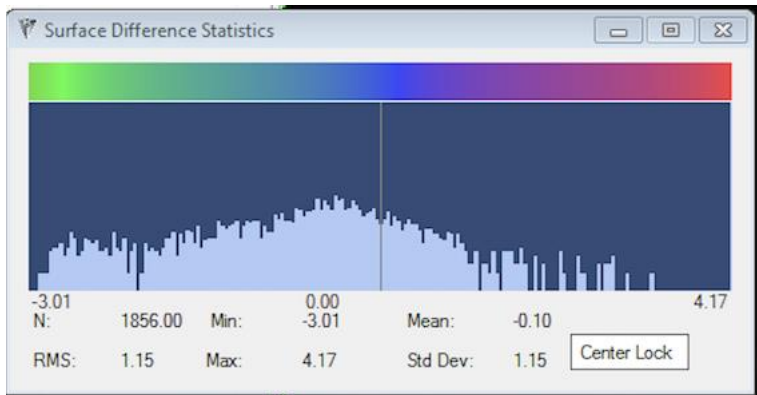 Surface Difference Statistics
-3.01 0.00 4.17
N: 1856.00 Min: -3.01 Mean: -0.10
RMS: 1.15 Max: 4.17 Std Dev: 1.15
Center Lock